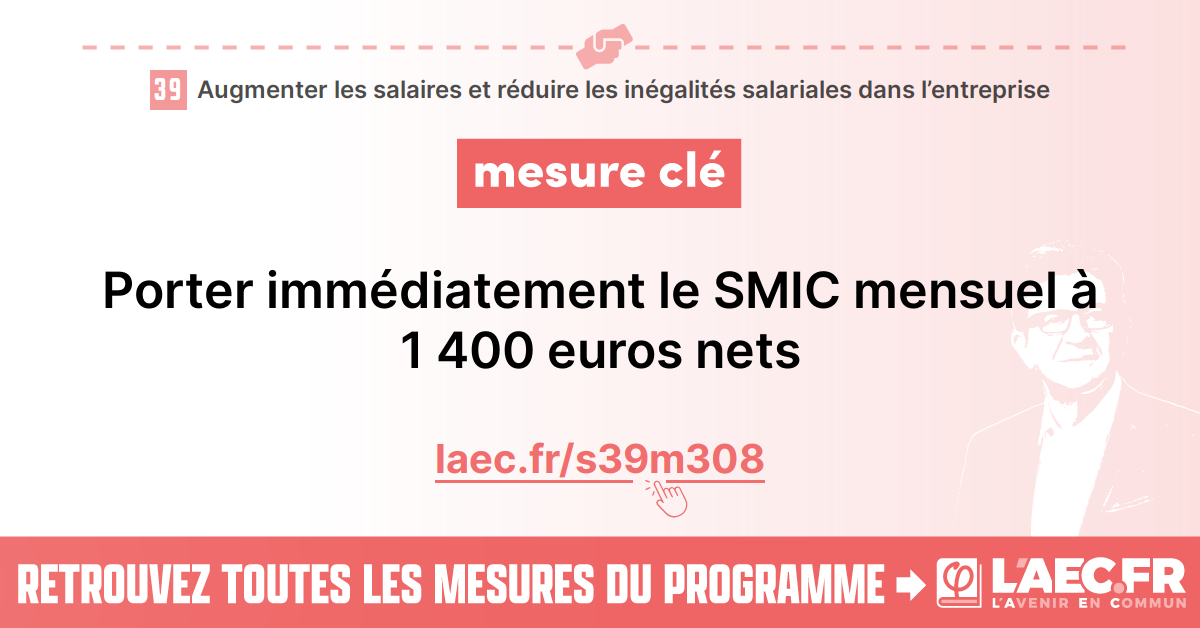 39 Augmenter les salaires et réduire les inégalités salariales dans l’entreprise
mesure clé
Porter immédiatement le SMIC mensuel à
1 400 euros nets
laec.fr/s39m308
RETROUVEZ TOUTES LES MESURES DU PROGRAMME
φ L'AEC.FR
L'AVENIR EN COMMUN